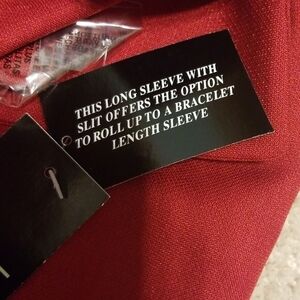 THIS LONG SLEEVE WITH
SLIT OFFERS THE OPTION
TO ROLL UP TO A BRACELET
LENGTH SLEEVE